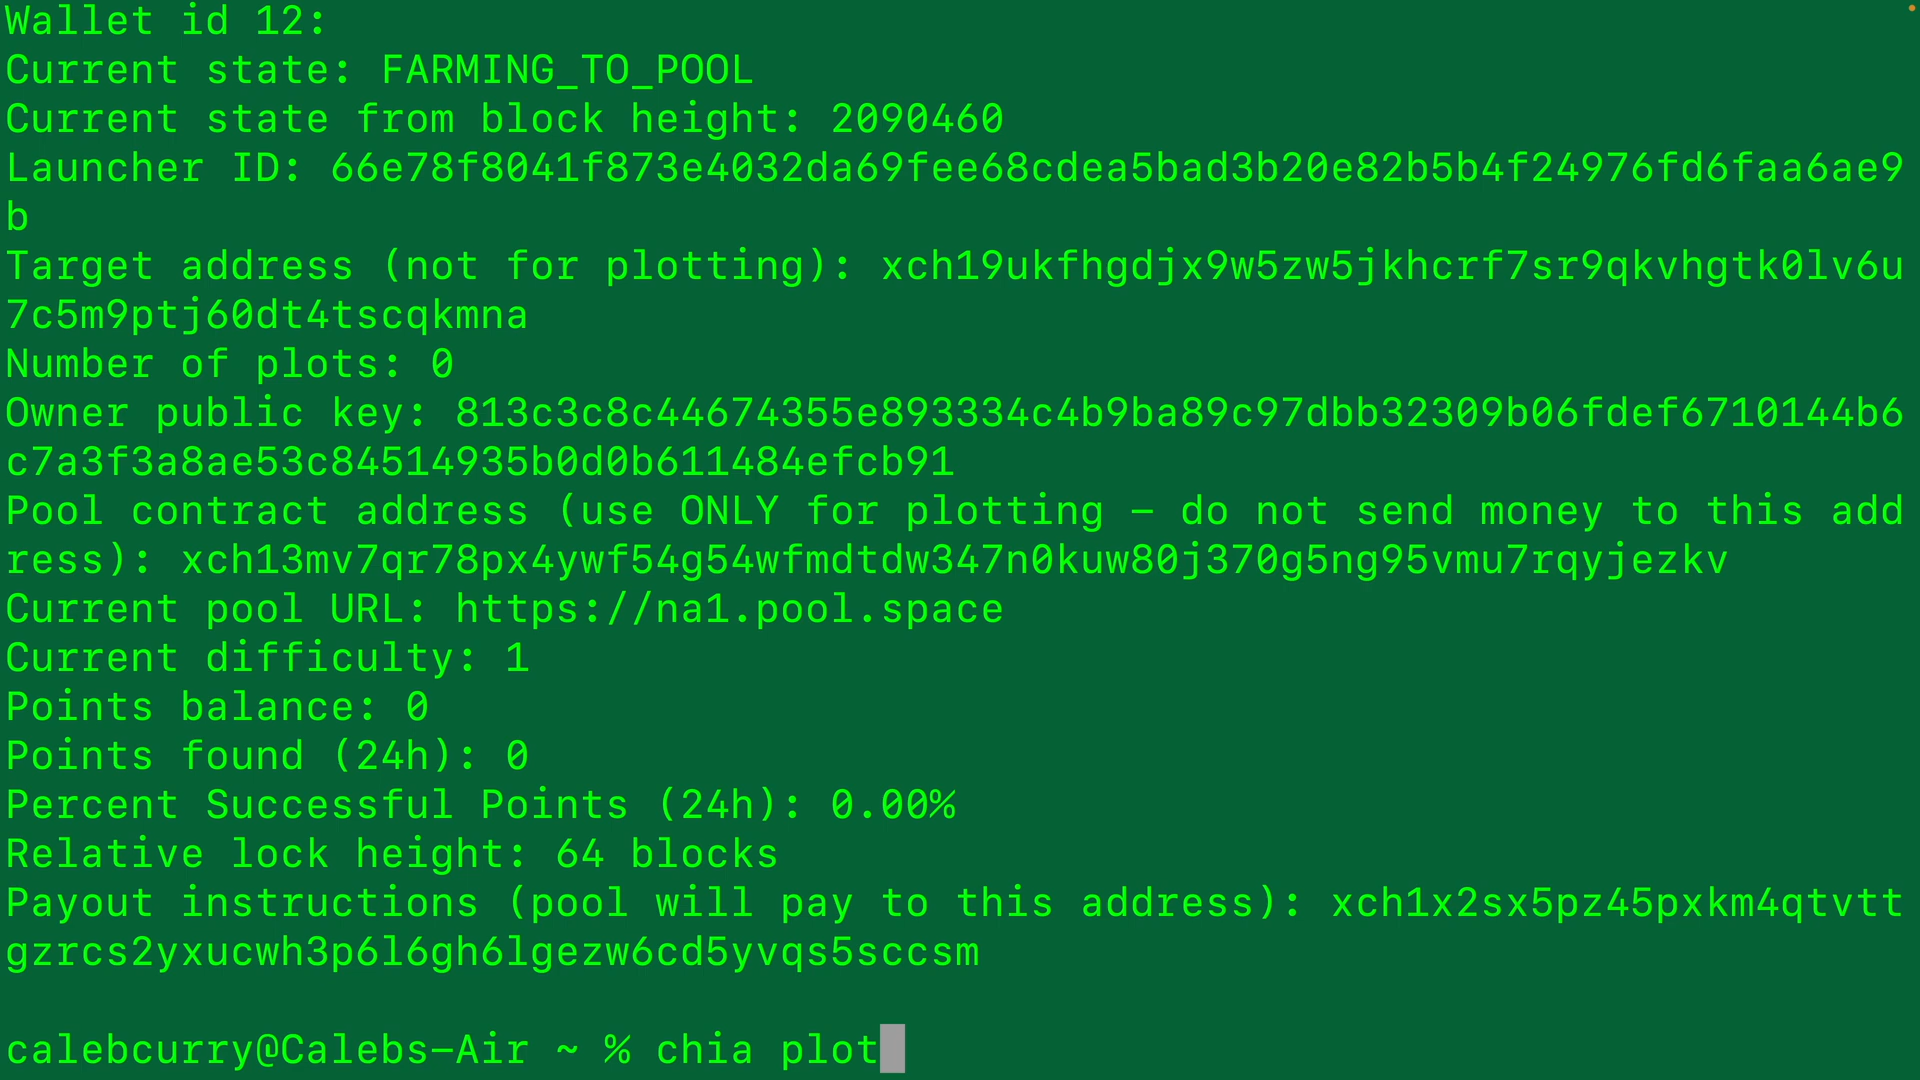 Wallet id 12:
Current state: FARMING_TO_POOL
Current state from block height: 2090460
Launcher ID: 66e78f8041f873e4032da69fee68cdea5bad3b20e82b5b4f24976fd6faa6ae9
b
Target address (not for plotting): xch19ukfhgdjx9w5zw5jkhcrf7sr9qkvhgtk0lv6u
7c5m9ptj60dt4tscqkmna
Number of plots: 0
Owner public key: 813c3c8c44674355e893334c4b9ba89c97dbb32309b06fdef6710144b6
c7a3f3a8ae53c84514935b0d0b611484efcb91
Pool contract address (use ONLY for plotting – do not send money to this add
ress): xch13mv7qr78px4ywf54g54wfmdtdw347n0kuw80j370g5ng95vmu7rqyjezkv
Current pool URL: https://na1.pool.space
Current difficulty: 1
Points balance: 0
Points found (24h): 0
Percent Successful Points (24h): 0.00%
Relative lock height: 64 blocks
Payout instructions (pool will pay to this address): xch1x2sx5pz45pxkm4qtvtt
gzrcs2yxucwh3p6l6gh6lgezw6cd5yvqs5sccsm
calebcurry@Calebs-Air ~ % chia plot